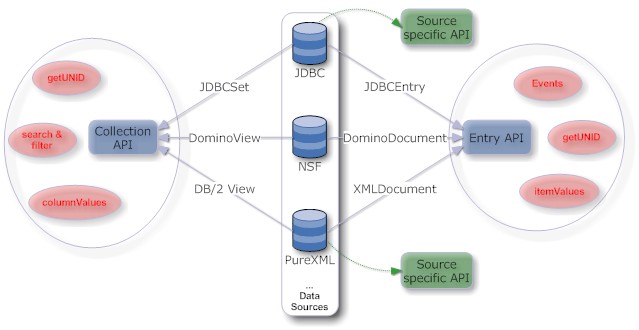 Source
specific API
JDBC
getUNID
JDBCSet
JDBCEntry
Events
search &
filter
Collection
API
DominoView
NSF
DominoDocument
Entry API
getUNID
columnValues
DB/2 View
XMLDocument
itemValues
PureXML
Source
specific API
...
Data
Sources